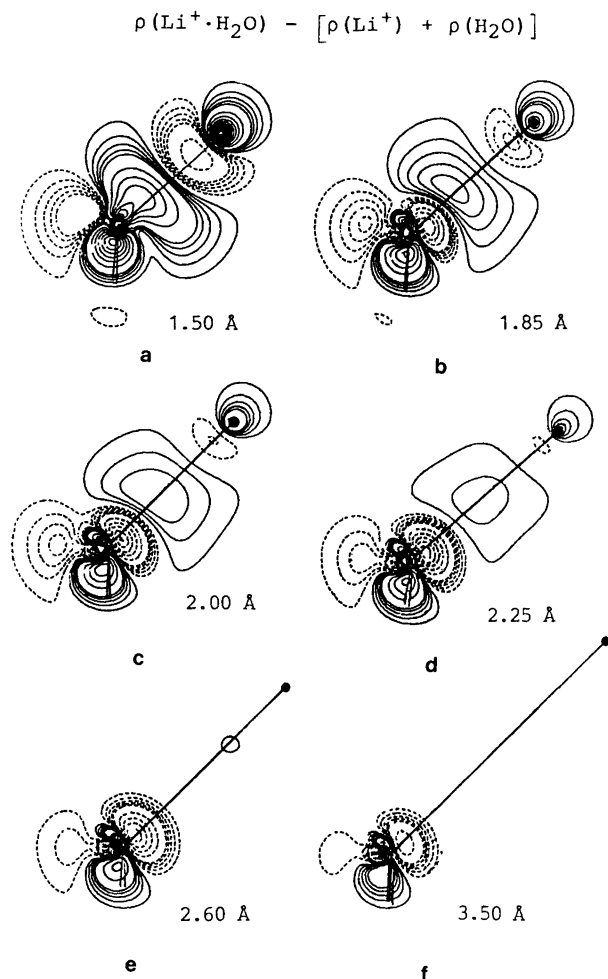 ρ(Li⁺·H₂O) − [ρ(Li⁺) + ρ(H₂O)]
1.50 Å
1.85 Å
a
b
2.00 Å
2.25 Å
c
d
2.60 Å
3.50 Å
e
f